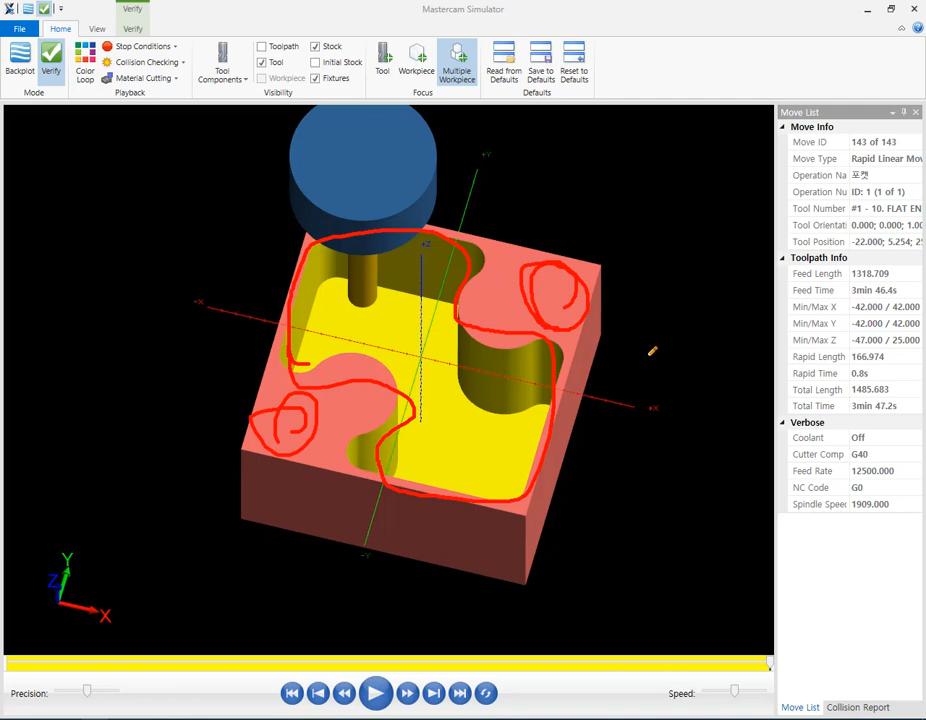 Verify
Mastercam Simulator
File
Home
View
Verify
Backplot
Verify
Color Loop
Stop Conditions
Collision Checking
Material Cutting
Tool Components
Toolpath
Stock
Tool
Initial Stock
Workpiece
Fixtures
Tool
Workpiece
Multiple Workpiece
Read from Defaults
Save to Defaults
Reset to Defaults
Mode
Playback
Visibility
Focus
Defaults
Move List
Move Info
Move ID 143 of 143
Move Type Rapid Linear Mov
Operation Na 포켓
Operation Nu ID: 1 (1 of 1)
Tool Number #1 - 10. FLAT EN
Tool Orientati 0.000; 0.000; 1.00
Tool Position -22.000; 5.254; 25
Toolpath Info
Feed Length 1318.709
Feed Time 3min 46.4s
Min/Max X -42.000 / 42.000
Min/Max Y -42.000 / 42.000
Min/Max Z -47.000 / 25.000
Rapid Length 166.974
Rapid Time 0.8s
Total Length 1485.683
Total Time 3min 47.2s
Verbose
Coolant Off
Cutter Comp G40
Feed Rate 12500.000
NC Code G0
Spindle Speed 1909.000
+Y
+Z
-X
+X
-Y
Y
Z
X
Precision:
Speed:
Move List
Collision Report